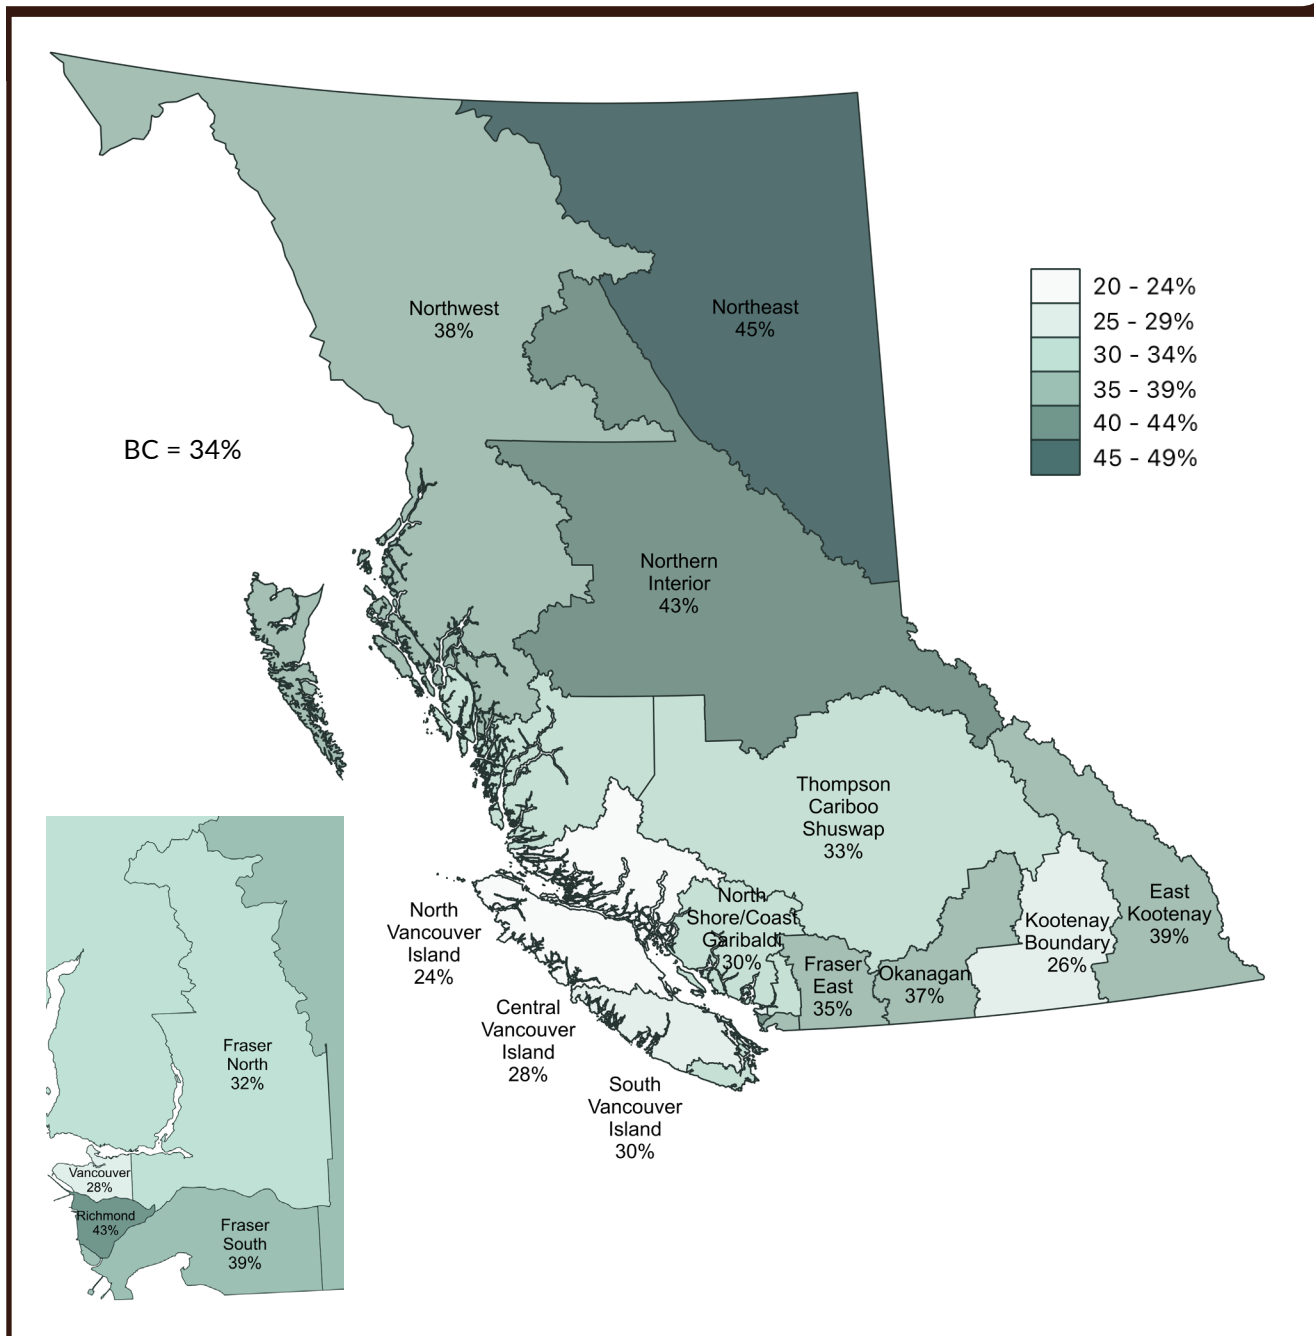 Northwest
38%
Northeast
45%
20 - 24%
25 - 29%
30 - 34%
35 - 39%
40 - 44%
45 - 49%
BC = 34%
Northern
Interior
43%
Thompson
Cariboo
Shuswap
33%
North
Shore/Coast
Garibaldi
30%
East
Kootenay
39%
Kootenay
Boundary
26%
Okanagan
37%
Fraser
East
35%
North
Vancouver
Island
24%
Central
Vancouver
Island
28%
South
Vancouver
Island
30%
Fraser
North
32%
Vancouver
28%
Richmond
43%
Fraser
South
39%